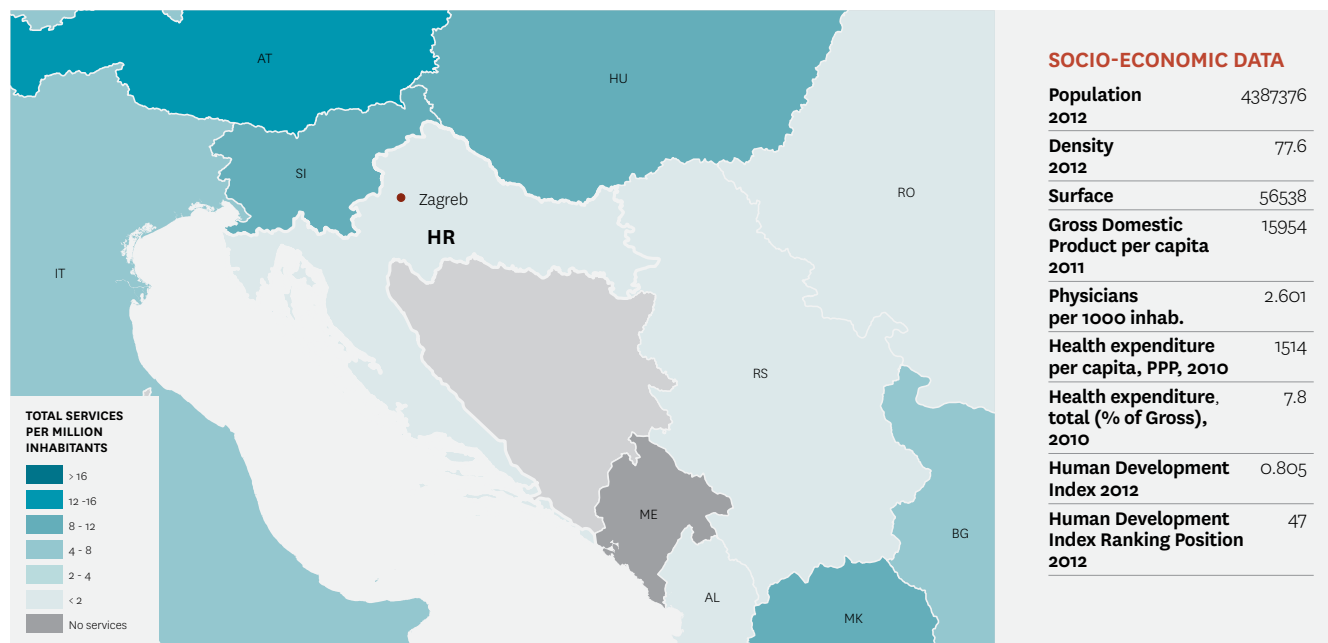 AT
HU
SI
RO
Zagreb
HR
IT
RS
ME
BG
AL
MK
TOTAL SERVICES
PER MILLION
INHABITANTS
> 16
12 -16
8 - 12
4 - 8
2 - 4
< 2
No services
SOCIO-ECONOMIC DATA
Population 4387376
2012
Density 77.6
2012
Surface 56538
Gross Domestic 15954
Product per capita
2011
Physicians 2.601
per 1000 inhab.
Health expenditure 1514
per capita, PPP, 2010
Health expenditure, 7.8
total (% of Gross),
2010
Human Development 0.805
Index 2012
Human Development 47
Index Ranking Position
2012